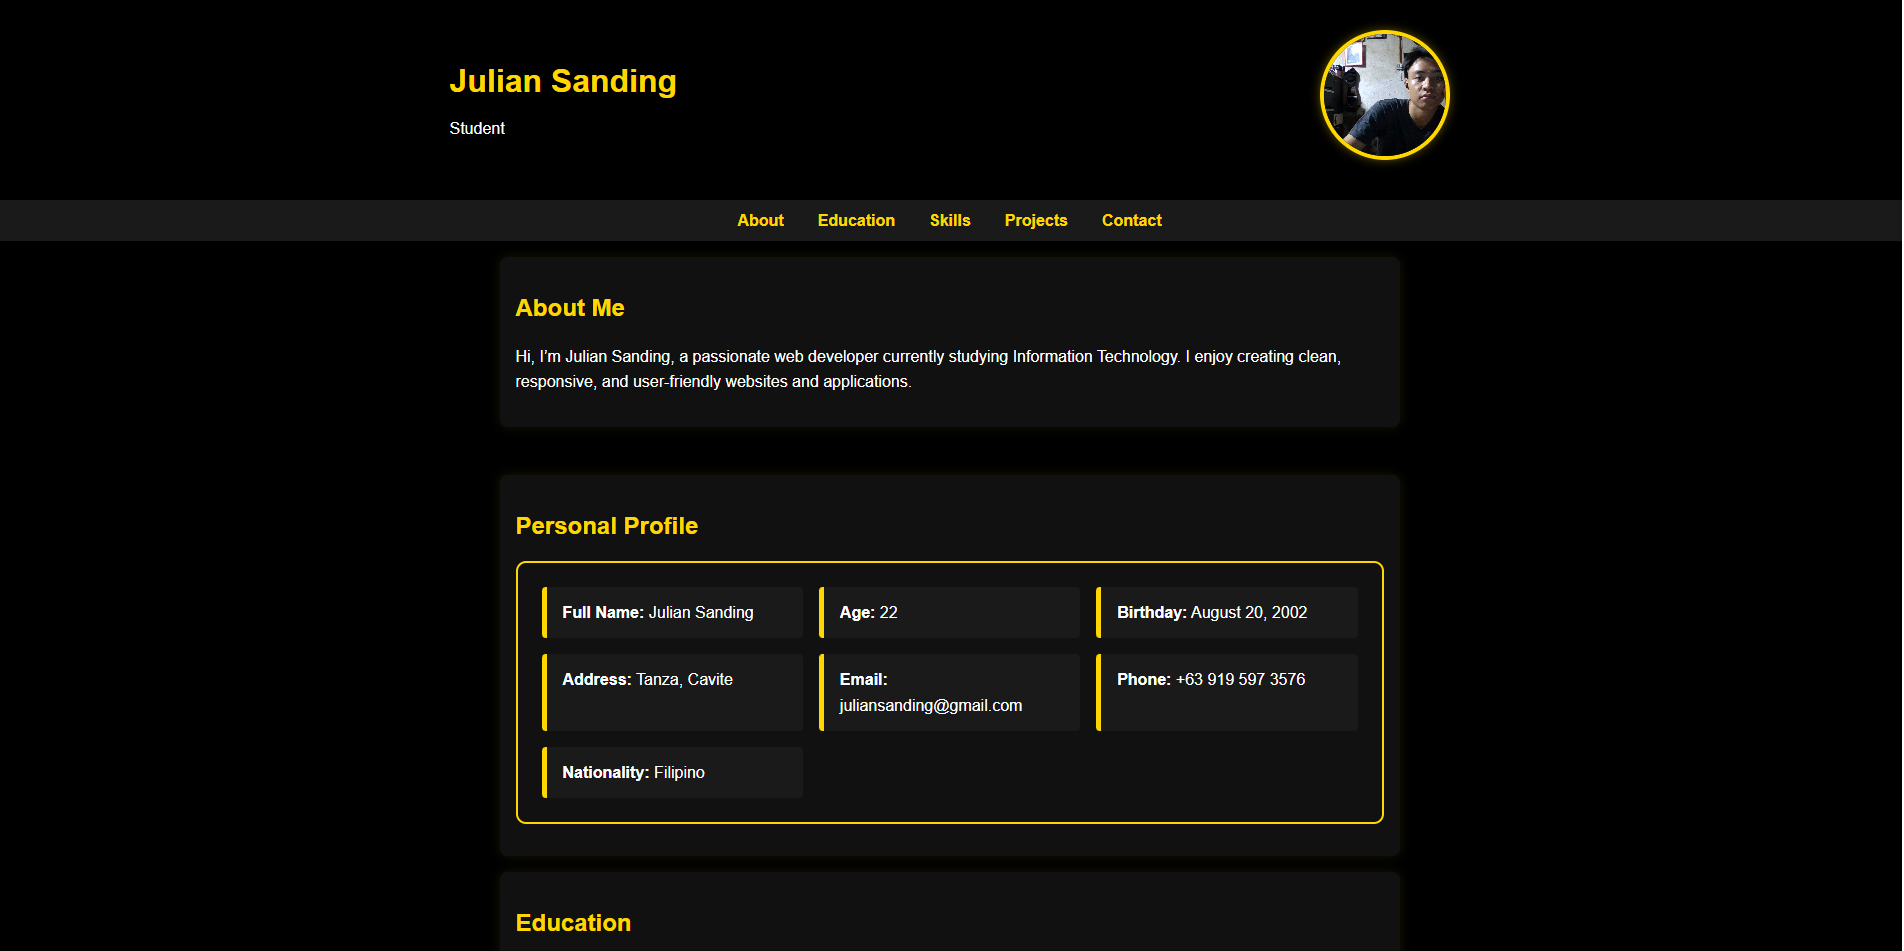 Julian Sanding
Student
About Education Skills Projects Contact
About Me
Hi, I’m Julian Sanding, a passionate web developer currently studying Information Technology. I enjoy creating clean,
responsive, and user-friendly websites and applications.
Personal Profile
Full Name: Julian Sanding
Age: 22
Birthday: August 20, 2002
Address: Tanza, Cavite
Email:
juliansanding@gmail.com
Phone: +63 919 597 3576
Nationality: Filipino
Education